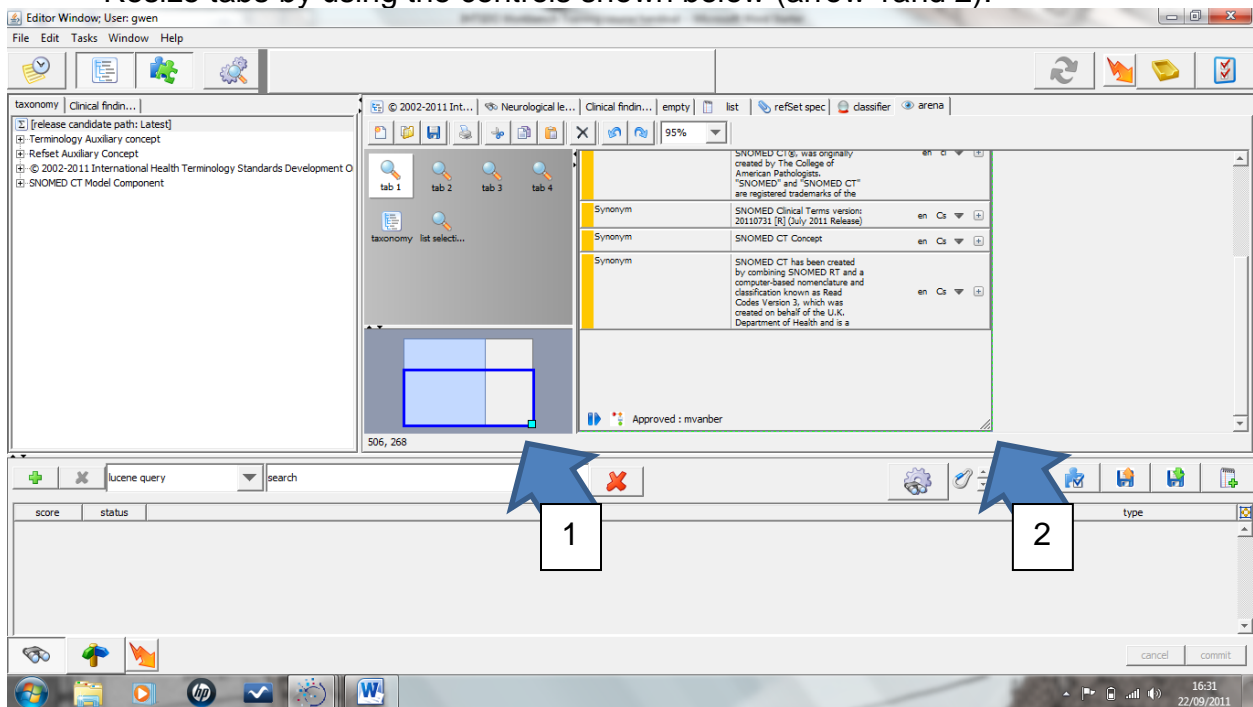 Resize tabs by using the controls shown below (arrow 1and 2).
Editor Window; User: gwen
File Edit Tasks Window Help
taxonomy Clinical findin...
[release candidate path: Latest]
Terminology Auxiliary concept
Refset Auxiliary Concept
© 2002-2011 International Health Terminology Standards Development O
SNOMED CT Model Component
© 2002-2011 Int... Neurological le... Clinical findin... empty list refSet spec classifier arena
95%
tab 1 tab 2 tab 3 tab 4
taxonomy list selecti...
SNOMED CT®, was originally
created by The College of
American Pathologists.
"SNOMED" and "SNOMED CT"
are registered trademarks of the
en ci
Synonym
SNOMED Clinical Terms version:
20110731 [R] (July 2011 Release)
en Cs
Synonym
SNOMED CT Concept
en Cs
Synonym
SNOMED CT has been created
by combining SNOMED RT and a
computer-based nomenclature and
classification known as Read
Codes Version 3, which was
created on behalf of the U.K.
Department of Health and is a
en Cs
Approved : mvanber
506, 268
lucene query search
score status type
1
2
cancel commit
16:31
22/09/2011